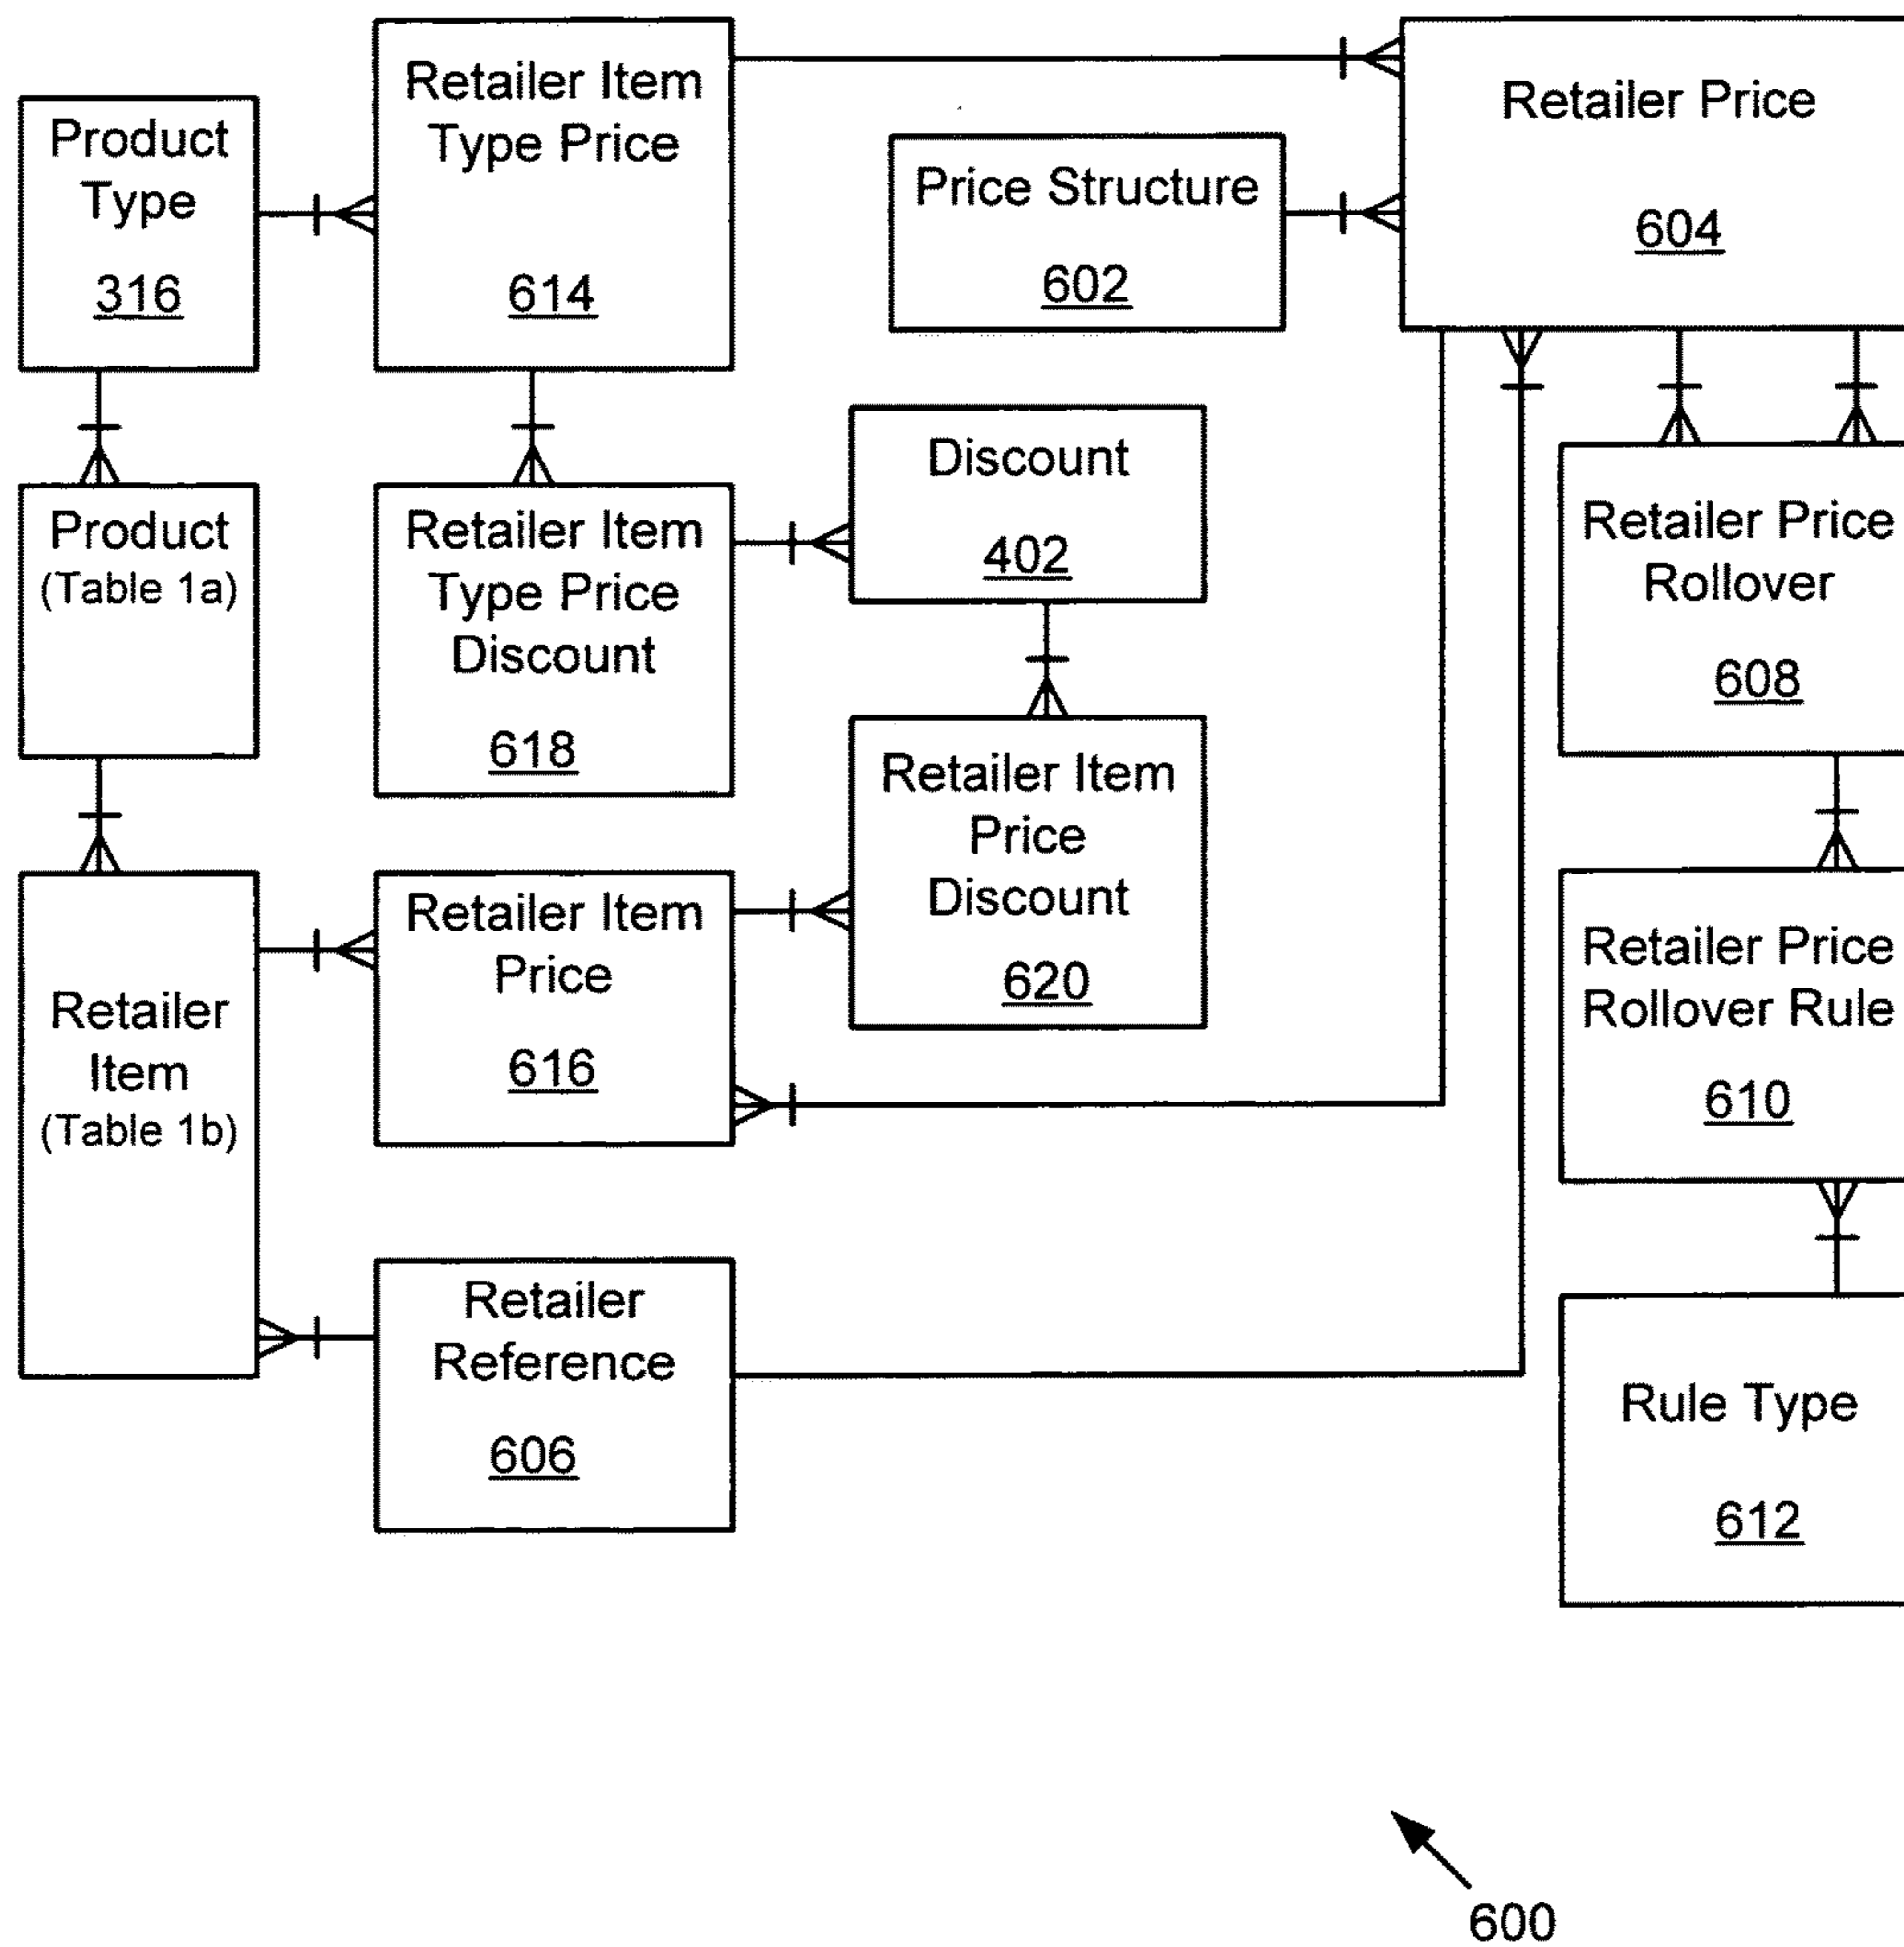 Product
Type
316
Retailer Item
Type Price
614
Price Structure
602
Retailer Price
604
Product
(Table 1a)
Retailer Item
Type Price
Discount
618
Discount
402
Retailer Price
Rollover
608
Retailer
Item
(Table 1b)
Retailer Item
Price
616
Retailer Item
Price
Discount
620
Retailer Price
Rollover Rule
610
Retailer
Reference
606
Rule Type
612
600